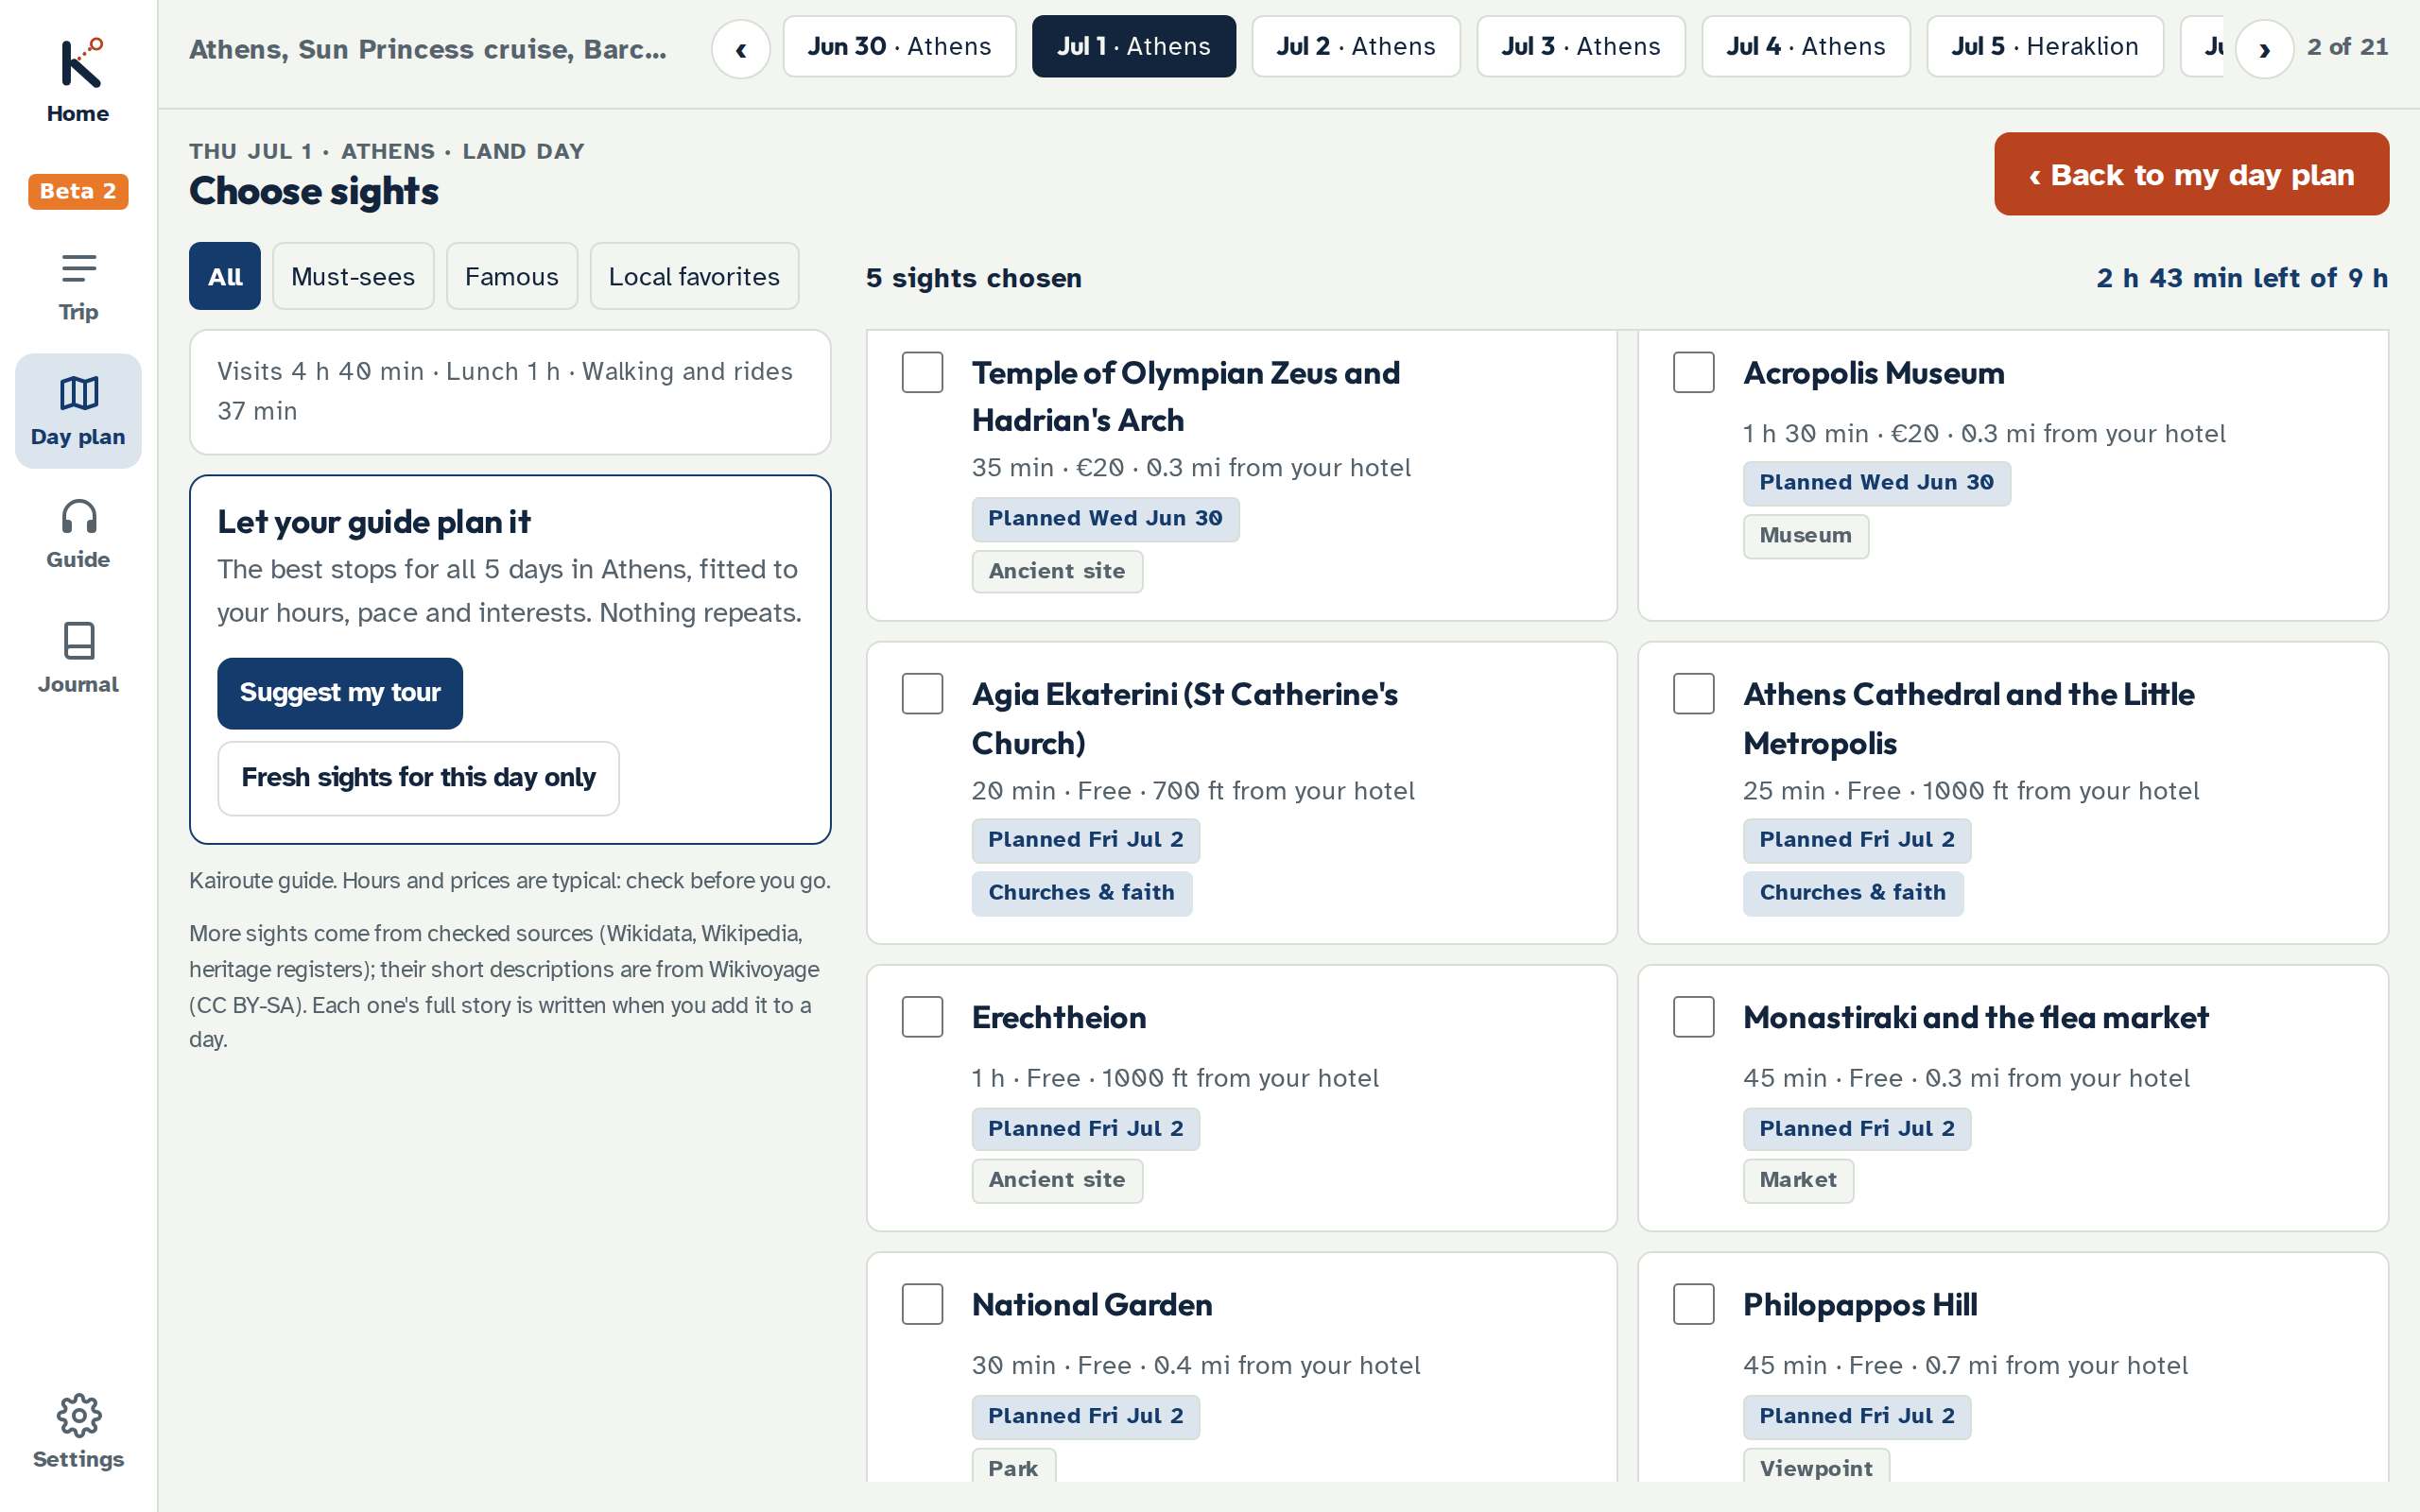 Home
Beta 2
Trip
Day plan
Guide
Journal
Settings
Athens, Sun Princess cruise, Barc...
‹
Jun 30 · Athens
Jul 1 · Athens
Jul 2 · Athens
Jul 3 · Athens
Jul 4 · Athens
Jul 5 · Heraklion
›
2 of 21
THU JUL 1 · ATHENS · LAND DAY
Choose sights
‹ Back to my day plan
All
Must-sees
Famous
Local favorites
5 sights chosen
2 h 43 min left of 9 h
Visits 4 h 40 min · Lunch 1 h · Walking and rides
37 min
Let your guide plan it
The best stops for all 5 days in Athens, fitted to
your hours, pace and interests. Nothing repeats.
Suggest my tour
Fresh sights for this day only
Kairoute guide. Hours and prices are typical: check before you go.
More sights come from checked sources (Wikidata, Wikipedia,
heritage registers); their short descriptions are from Wikivoyage
(CC BY-SA). Each one's full story is written when you add it to a
day.
Temple of Olympian Zeus and
Hadrian's Arch
35 min · €20 · 0.3 mi from your hotel
Planned Wed Jun 30
Ancient site
Acropolis Museum
1 h 30 min · €20 · 0.3 mi from your hotel
Planned Wed Jun 30
Museum
Agia Ekaterini (St Catherine's
Church)
20 min · Free · 700 ft from your hotel
Planned Fri Jul 2
Churches & faith
Athens Cathedral and the Little
Metropolis
25 min · Free · 1000 ft from your hotel
Planned Fri Jul 2
Churches & faith
Erechtheion
1 h · Free · 1000 ft from your hotel
Planned Fri Jul 2
Ancient site
Monastiraki and the flea market
45 min · Free · 0.3 mi from your hotel
Planned Fri Jul 2
Market
National Garden
30 min · Free · 0.4 mi from your hotel
Planned Fri Jul 2
Park
Philopappos Hill
45 min · Free · 0.7 mi from your hotel
Planned Fri Jul 2
Viewpoint